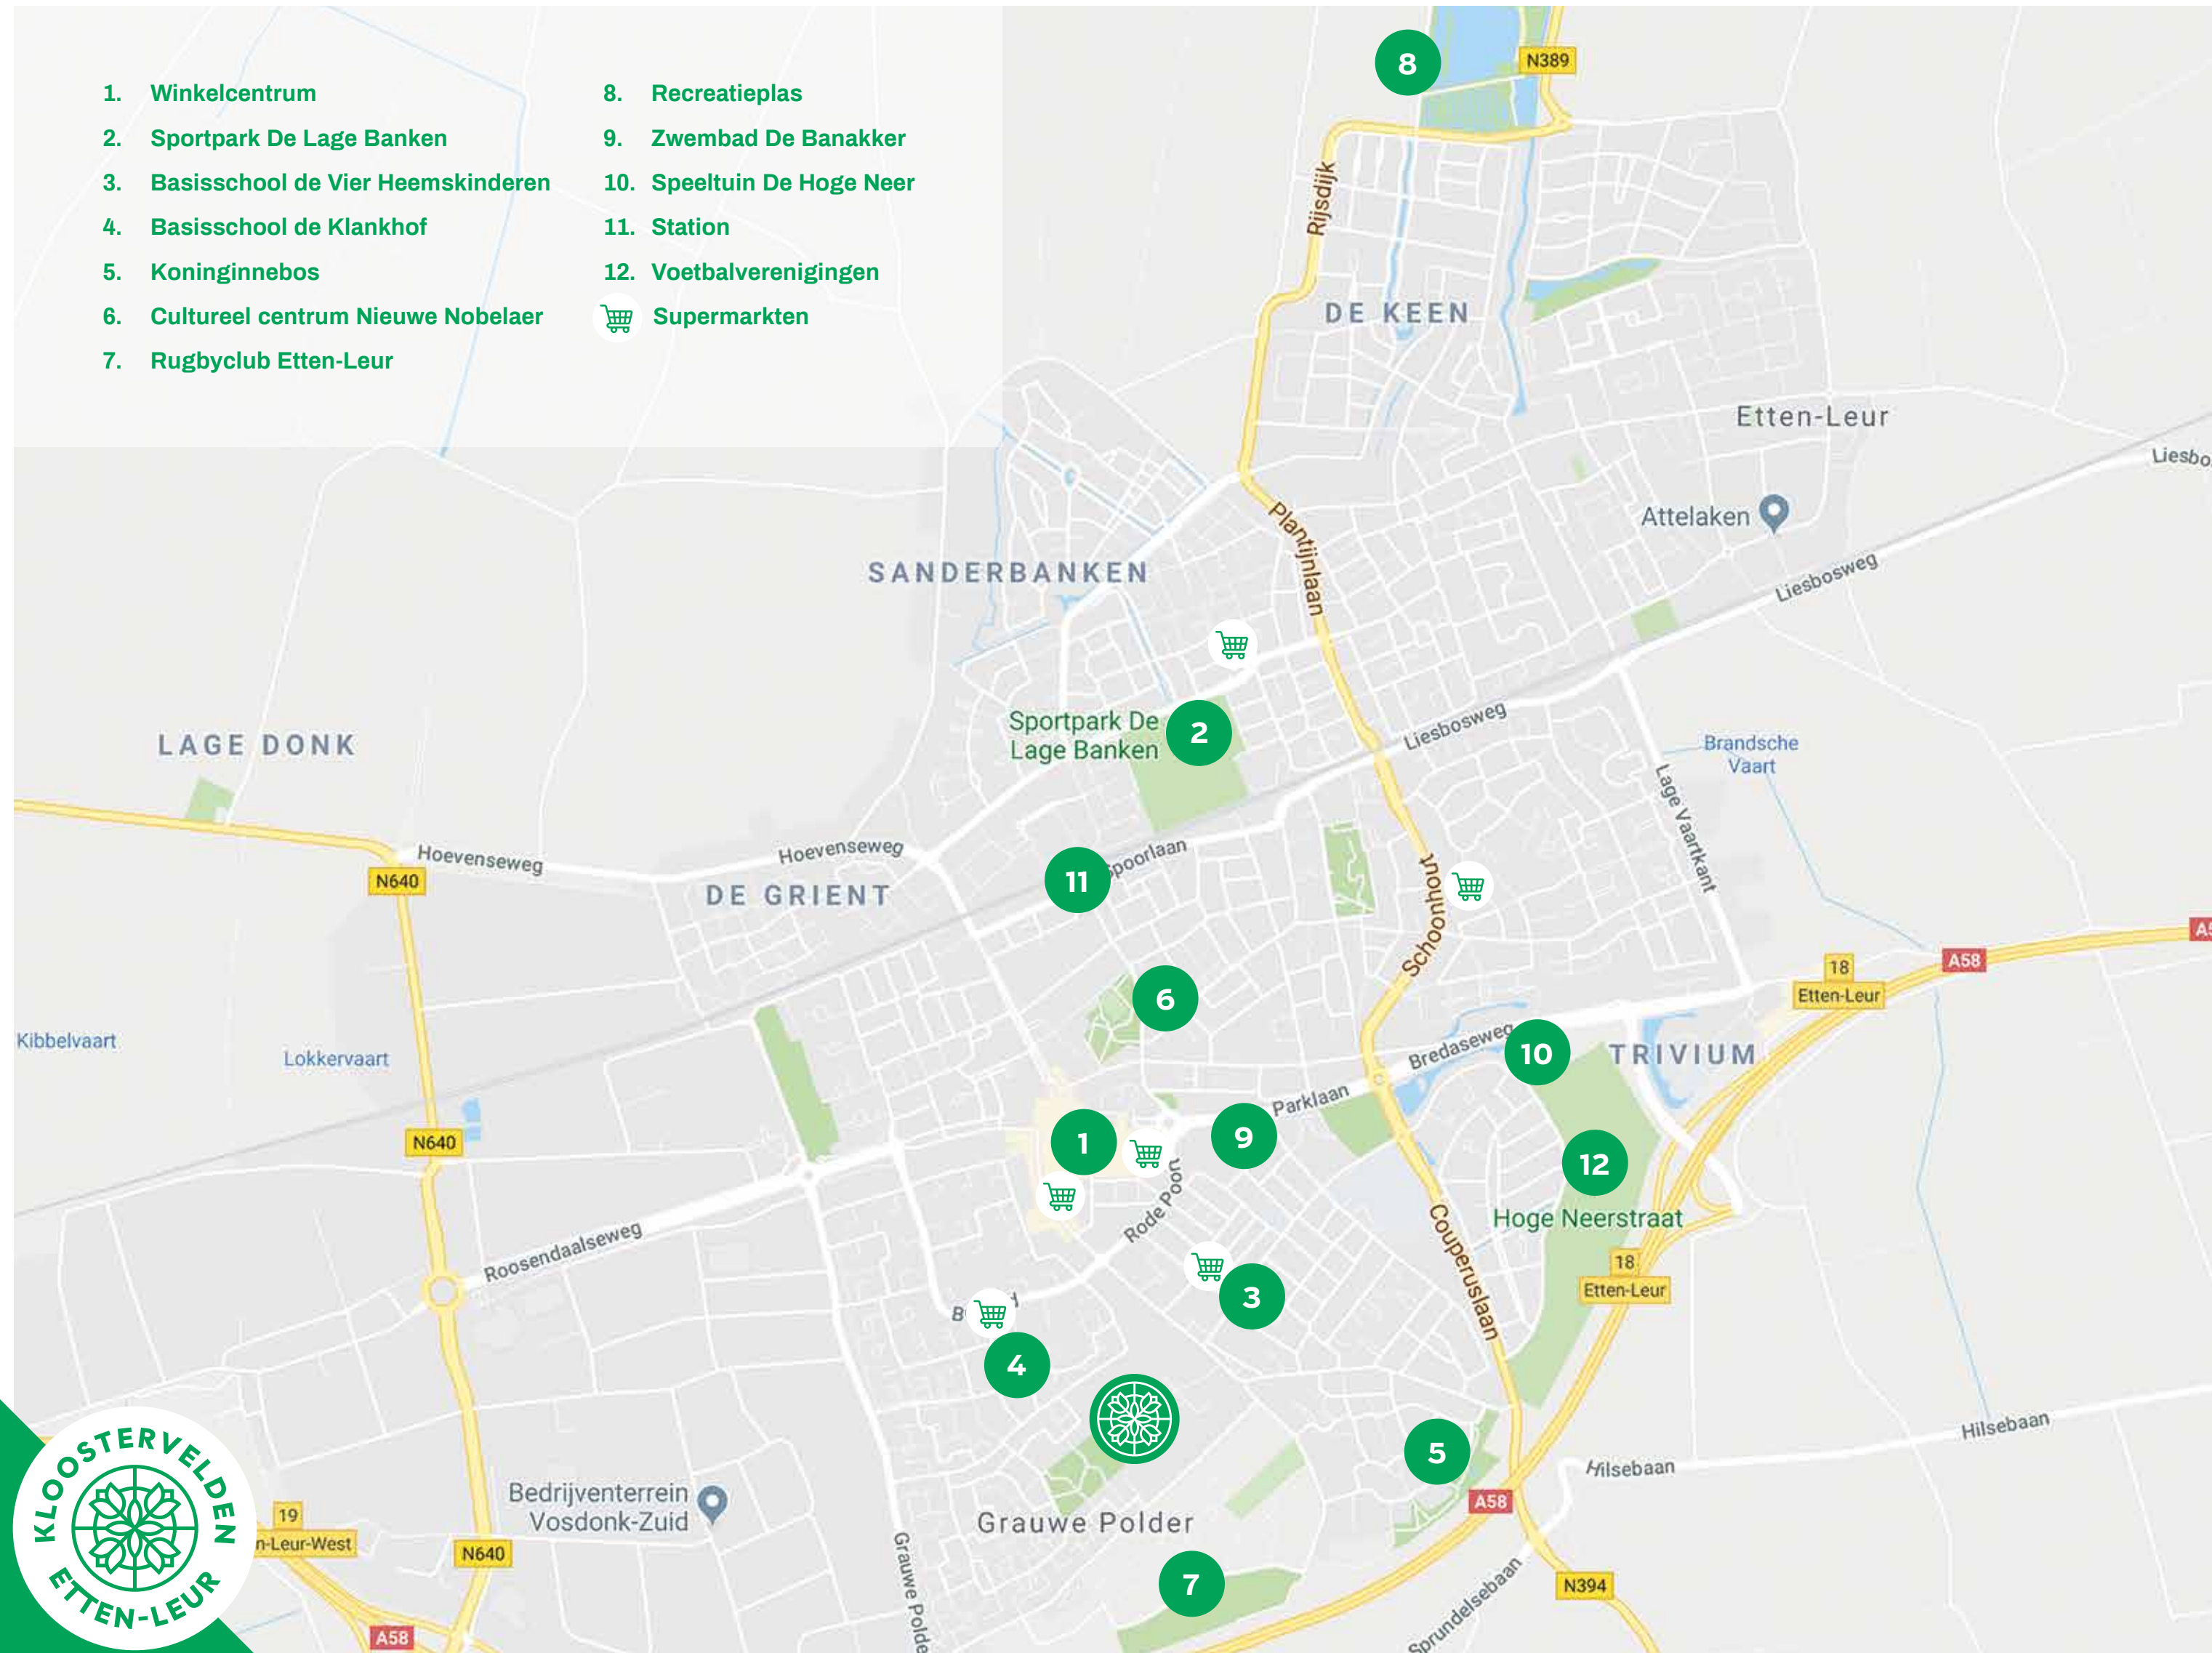 1. Winkelcentrum
2. Sportpark De Lage Banken
3. Basisschool de Vier Heemskinderen
4. Basisschool de Klankhof
5. Koninginnebos
6. Cultureel centrum Nieuwe Nobelaer
7. Rugbyclub Etten-Leur
8. Recreatieplas
9. Zwembad De Banakker
10. Speeltuin De Hoge Neer
11. Station
12. Voetbalverenigingen
Supermarkten
8
N389
Rijsdijk
DE KEEN
Etten-Leur
Liesbo
Plantijnlaan
Attelaken
SANDERBANKEN
Liesbosweg
Sportpark De
Lage Banken
2
Liesbosweg
LAGE DONK
Brandsche
Vaart
Lage Vaartkant
Hoevenseweg
Hoevenseweg
Spoorlaan
11
N640
DE GRIENT
Schoonhout
A5
A58
18
Etten-Leur
6
Kibbelvaart
Lokkervaart
Bredaseweg
10
TRIVIUM
Parklaan
N640
1
9
12
Rode Poort
Hoge Neerstraat
Roosendaalseweg
Couperuslaan
18
Etten-Leur
3
B
4
Hilsebaan
5
Hilsebaan
KLOOSTERVELDEN
ETTEN-LEUR
Bedrijventerrein
Vosdonk-Zuid
A58
19
n-Leur-West
Grauwe Polder
N640
Grauwe Polde
7
N394
Sprundelsebaan
A58